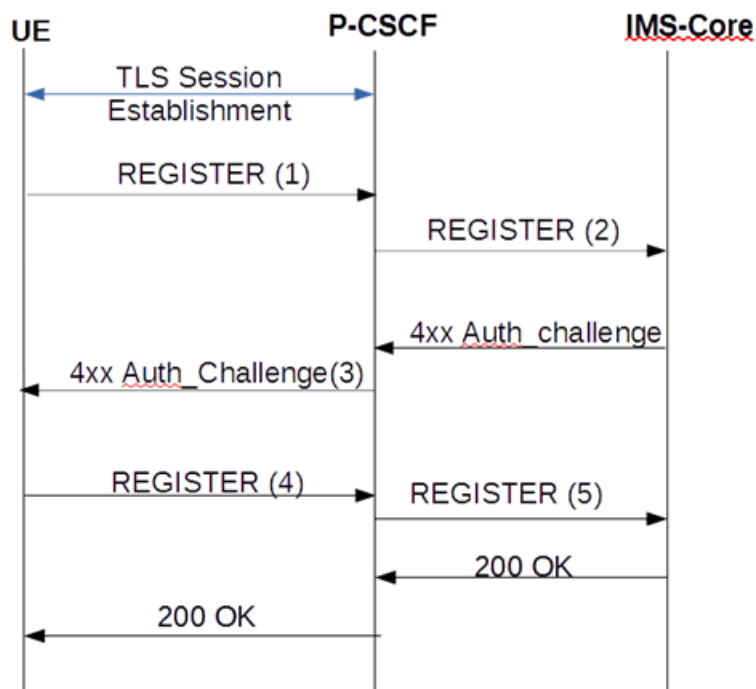 UE
P-CSCF
IMS-Core
TLS Session
Establishment
REGISTER (1)
REGISTER (2)
4xx Auth_challenge
4xx Auth_Challenge(3)
REGISTER (4)
REGISTER (5)
200 OK
200 OK